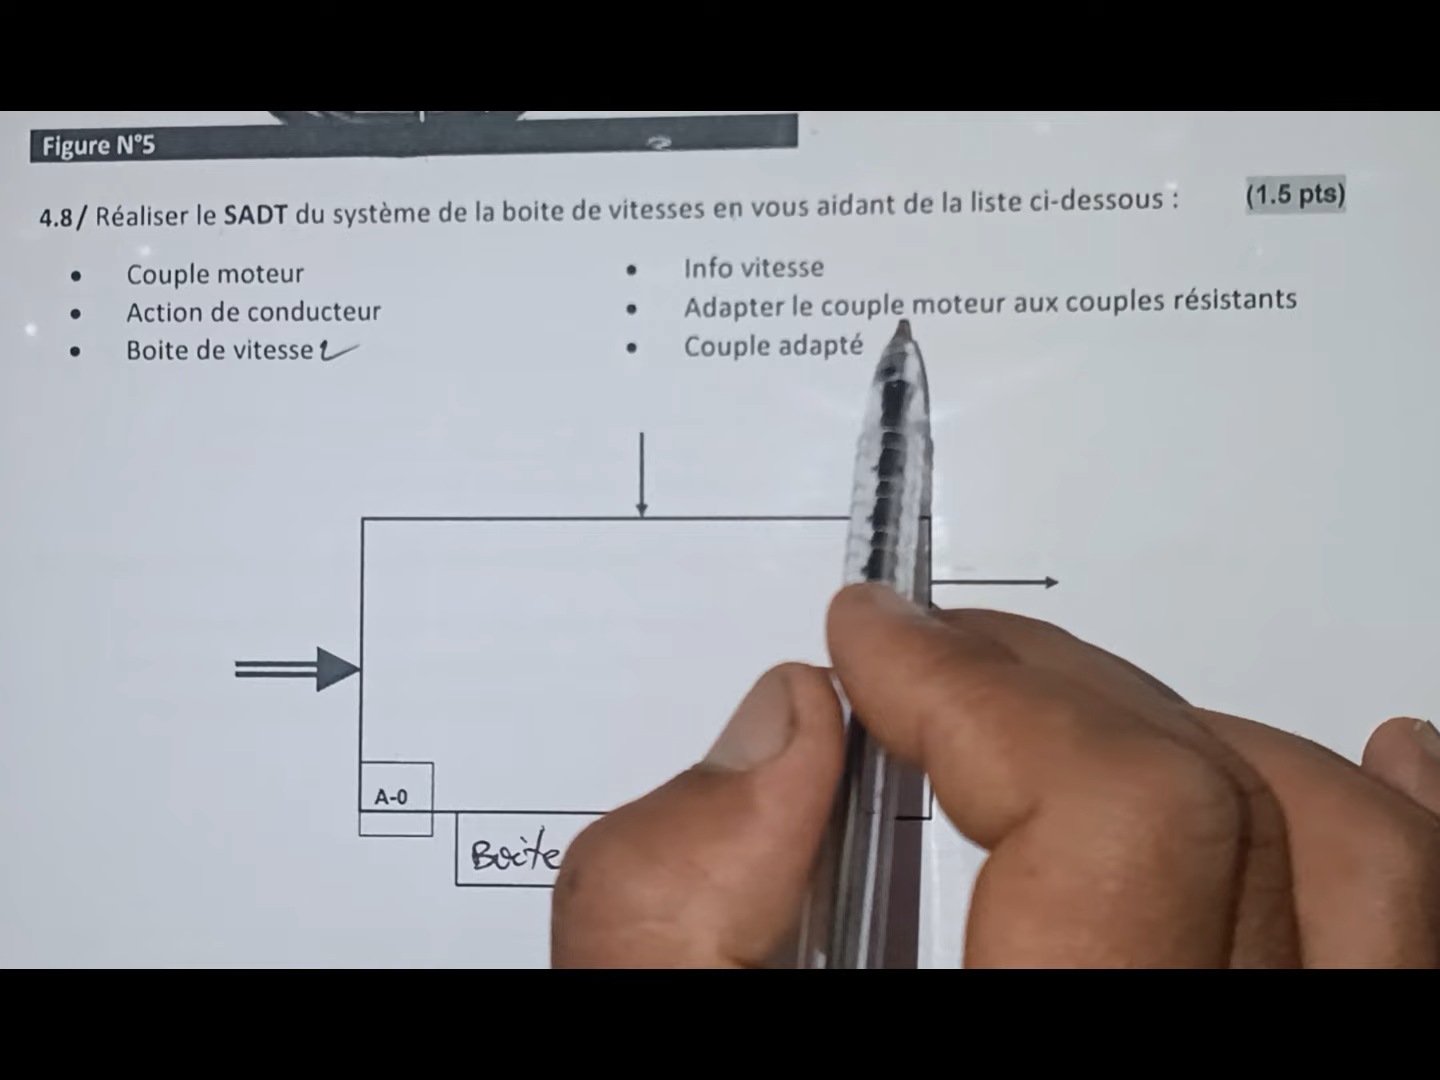 Figure N°5
4.8/ Réaliser le SADT du système de la boite de vitesses en vous aidant de la liste ci-dessous : (1.5 pts)
• Couple moteur
• Action de conducteur
• Boite de vitesse
• Info vitesse
• Adapter le couple moteur aux couples résistants
• Couple adapté
A-0
Boite